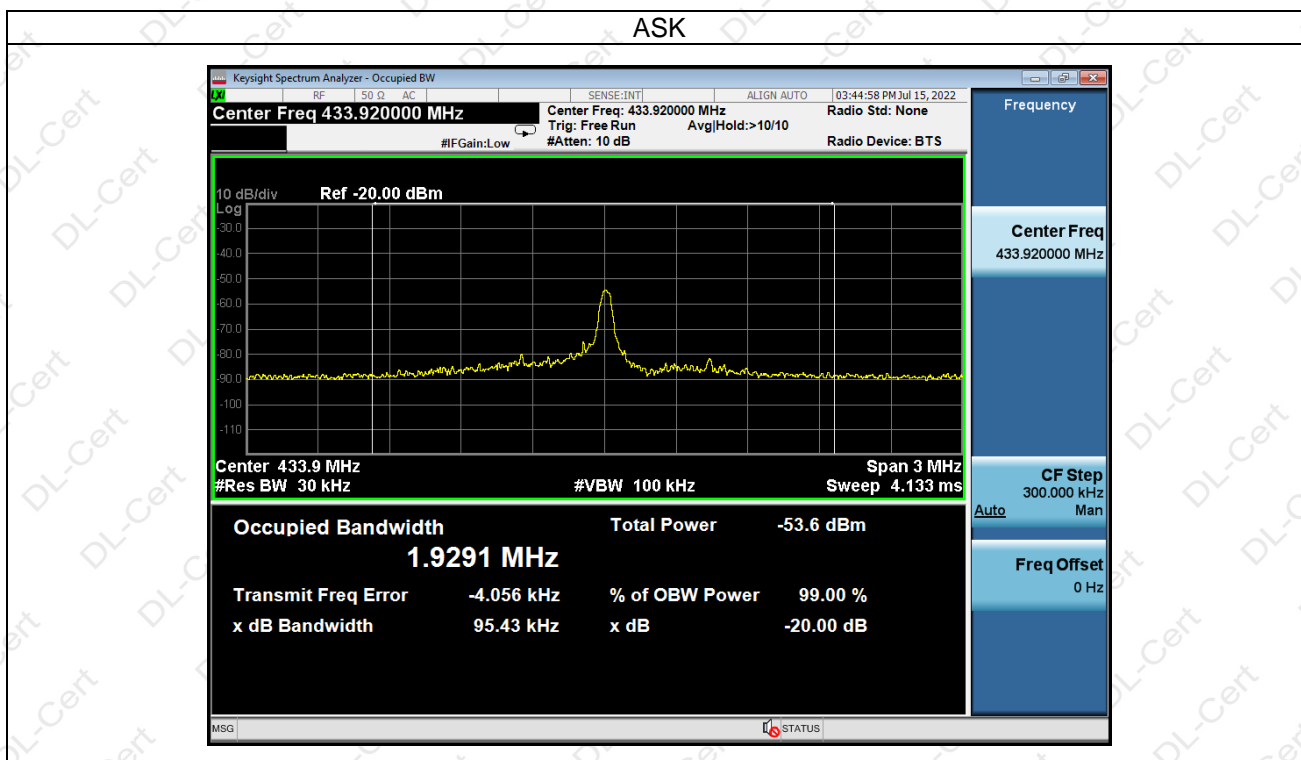 ASK
Keysight Spectrum Analyzer - Occupied BW
LXI RF 50 Ω AC SENSE:INT ALIGN AUTO 03:44:58 PM Jul 15, 2022
Center Freq 433.920000 MHz
#IFGain:Low
Center Freq: 433.920000 MHz
Trig: Free Run Avg|Hold:>10/10
#Atten: 10 dB
Radio Std: None
Radio Device: BTS
10 dB/div Ref -20.00 dBm
Log
-30.0
-40.0
-50.0
-60.0
-70.0
-80.0
-90.0
-100
-110
Center 433.9 MHz Span 3 MHz
#Res BW 30 kHz #VBW 100 kHz Sweep 4.133 ms
Occupied Bandwidth Total Power -53.6 dBm
1.9291 MHz
Transmit Freq Error -4.056 kHz % of OBW Power 99.00 %
x dB Bandwidth 95.43 kHz x dB -20.00 dB
MSG STATUS
Frequency
Center Freq
433.920000 MHz
CF Step
300.000 kHz
Auto Man
Freq Offset
0 Hz
DL-Cert